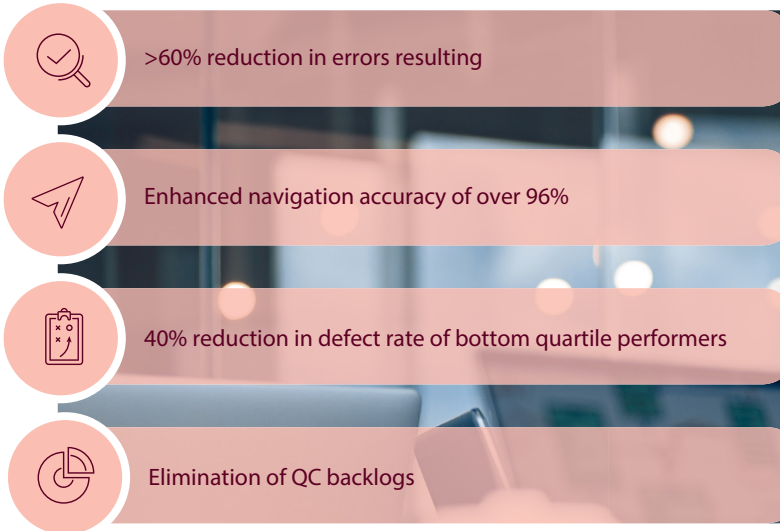 >60% reduction in errors resulting
Enhanced navigation accuracy of over 96%
40% reduction in defect rate of bottom quartile performers
Elimination of QC backlogs